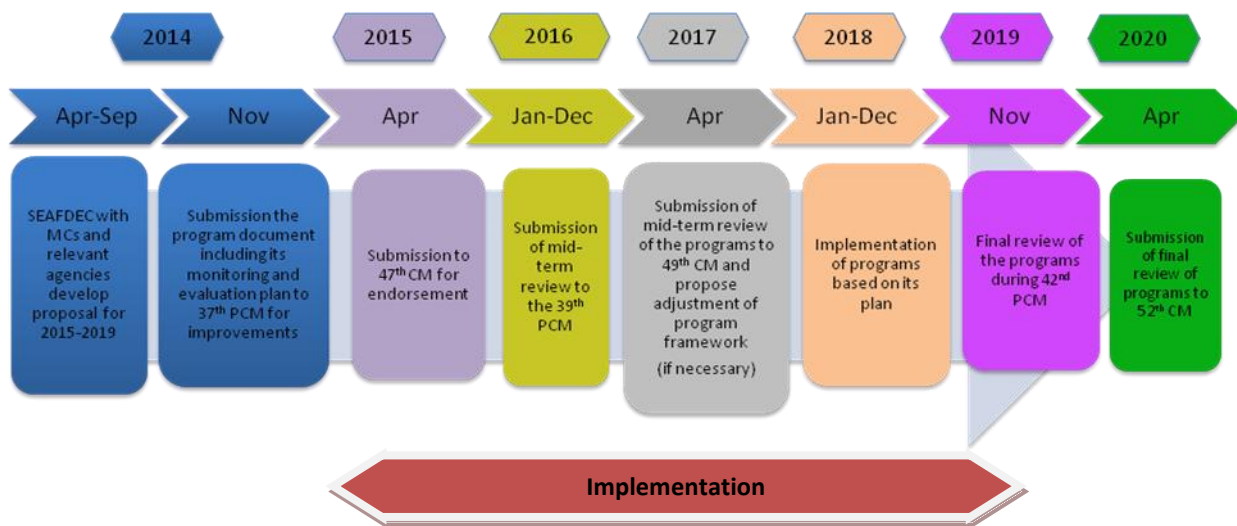 2014
2015
2016
2017
2018
2019
2020
Apr-Sep
Nov
Apr
Jan-Dec
Apr
Jan-Dec
Nov
Apr
SEAFDEC with
MCs and
relevant
agencies
develop
proposal for
2015-2019
Submission the
program document
including its
monitoring and
evaluation plan to
37th PCM for
improvements
Submission to
47th CM for
endorsement
Submission
of mid-
term
review to
the 39th
PCM
Submission of
mid-term review
of the programs to
49th CM and
propose
adjustment of
program
framework
(if necessary)
Implementation
of programs
based on its
plan
Final review of
the programs
during 42nd
PCM
Submission
of final
review of
programs to
52th CM
Implementation